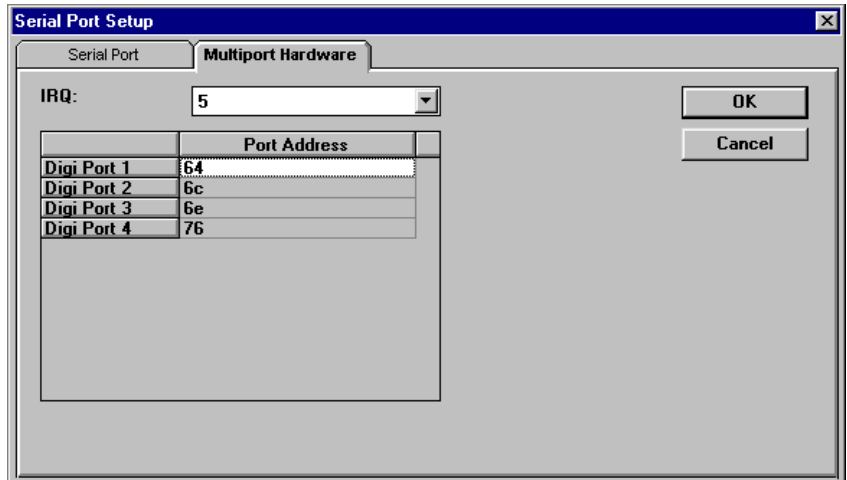 Serial Port Setup
Serial Port
Multiport Hardware
IRQ:
5
OK
Cancel
Port Address
Digi Port 1 64
Digi Port 2 6c
Digi Port 3 6e
Digi Port 4 76